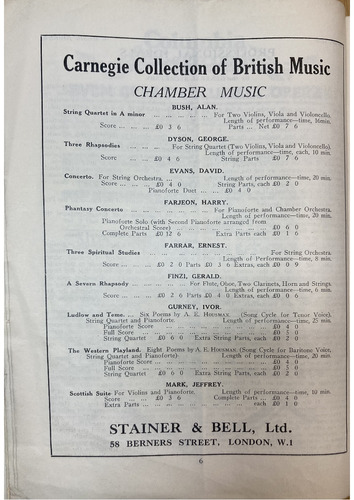 Carnegie Collection of British Music
CHAMBER MUSIC
BUSH, ALAN.
String Quartet in A minor ... ... ... ... For Two Violins, Viola and Violoncello.
Length of performance—time, 16min.
Score ... ... ... £0 3 6 Parts ... Net £0 7 6
DYSON, GEORGE.
Three Rhapsodies ... ... For String Quartet (Two Violins, Viola and Violoncello).
Length of performance—time, each, 10 min.
Score ... ... £0 4 6 String Parts £0 7 6
EVANS, DAVID.
Concerto. For String Orchestra. ... Length of performance—time, 20 min.
Score ... ... ... £0 4 0 String Parts, each £0 2 0
Pianoforte Duet ... ... £0 4 0
FARJEON, HARRY.
Phantasy Concerto ... ... ... ... For Pianoforte and Chamber Orchestra.
Length of performance—time, 20 min.
Pianoforte Solo (with Second Pianoforte arranged from
Orchestral Score) ... ... ... ... ... £0 6 0
Complete Parts £0 12 6 Extra Parts each £0 1 6
FARRAR, ERNEST.
Three Spiritual Studies ... ... ... ... For String Orchestra.
Length of Performance—time, 8 min.
Score ... ... £0 2 0 Parts £0 3 6 Extras, each £0 0 9
FINZI, GERALD.
A Severn Rhapsody ... ... For Flute, Oboe, Two Clarinets, Horn and Strings.
Length of performance—time, 6 min.
Score ... ... ... £0 2 6 Parts £0 4 0 Extras, each £0 0 6
GURNEY, IVOR.
Ludlow and Teme. ... Six Poems by A. E. HOUSMAN. (Song Cycle for Tenor Voice).
String Quartet and Pianoforte Length of performance—time, 25 min.
Pianoforte Score ... ... ... ... £0 4 0
Full Score ... ... ... ... £0 5 0
String Quartet £0 6 0 Extra String Parts, each £0 2 0
The Western Playland. Eight Poems by A. E. HOUSMAN. (Song Cycle for Baritone Voice,
String Quartet and Pianoforte). Length of performance—time, 20 min.
Pianoforte Score ... ... ... ...
Full Score ... ... ... ... £0 5 0
String Quartet £0 6 0 Extra String Parts, each £0 2 0
MARK, JEFFREY.
Scottish Suite For Violins and Pianoforte. Length of performance—time, 10 min.
Score ... ... £0 3 6 Complete Parts ... £0 4 0
Extra Parts ... ... ... ... each £0 1 0
STAINER & BELL, Ltd.
58 BERNERS STREET, LONDON, W.1
6